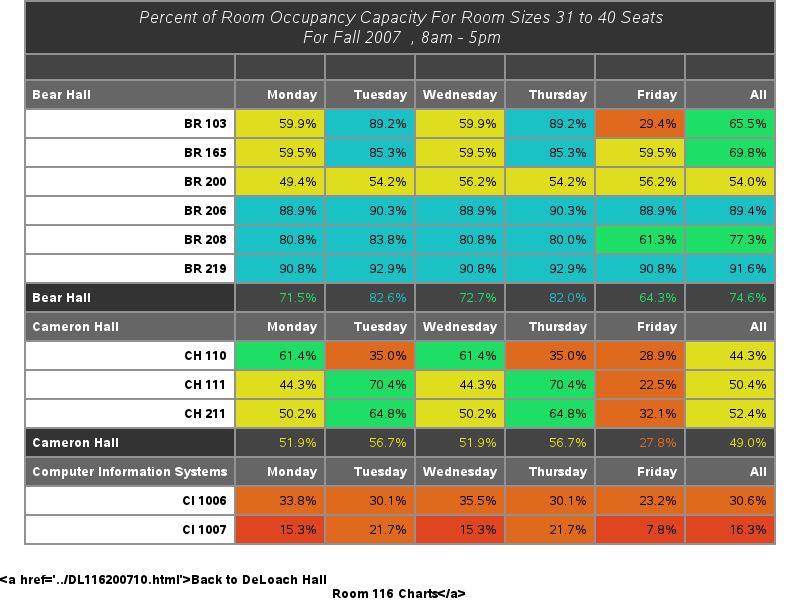 Percent of Room Occupancy Capacity For Room Sizes 31 to 40 Seats
For Fall 2007 , 8am - 5pm
Bear Hall Monday Tuesday Wednesday Thursday Friday All
BR 103 59.9% 89.2% 59.9% 89.2% 29.4% 65.5%
BR 165 59.5% 85.3% 59.5% 85.3% 59.5% 69.8%
BR 200 49.4% 54.2% 56.2% 54.2% 56.2% 54.0%
BR 206 88.9% 90.3% 88.9% 90.3% 88.9% 89.4%
BR 208 80.8% 83.8% 80.8% 80.0% 61.3% 77.3%
BR 219 90.8% 92.9% 90.8% 92.9% 90.8% 91.6%
Bear Hall 71.5% 82.6% 72.7% 82.0% 64.3% 74.6%
Cameron Hall Monday Tuesday Wednesday Thursday Friday All
CH 110 61.4% 35.0% 61.4% 35.0% 28.9% 44.3%
CH 111 44.3% 70.4% 44.3% 70.4% 22.5% 50.4%
CH 211 50.2% 64.8% 50.2% 64.8% 32.1% 52.4%
Cameron Hall 51.9% 56.7% 51.9% 56.7% 27.8% 49.0%
Computer Information Systems Monday Tuesday Wednesday Thursday Friday All
CI 1006 33.8% 30.1% 35.5% 30.1% 23.2% 30.6%
CI 1007 15.3% 21.7% 15.3% 21.7% 7.8% 16.3%
<a href='../DL116200710.html'>Back to DeLoach Hall
Room 116 Charts</a>